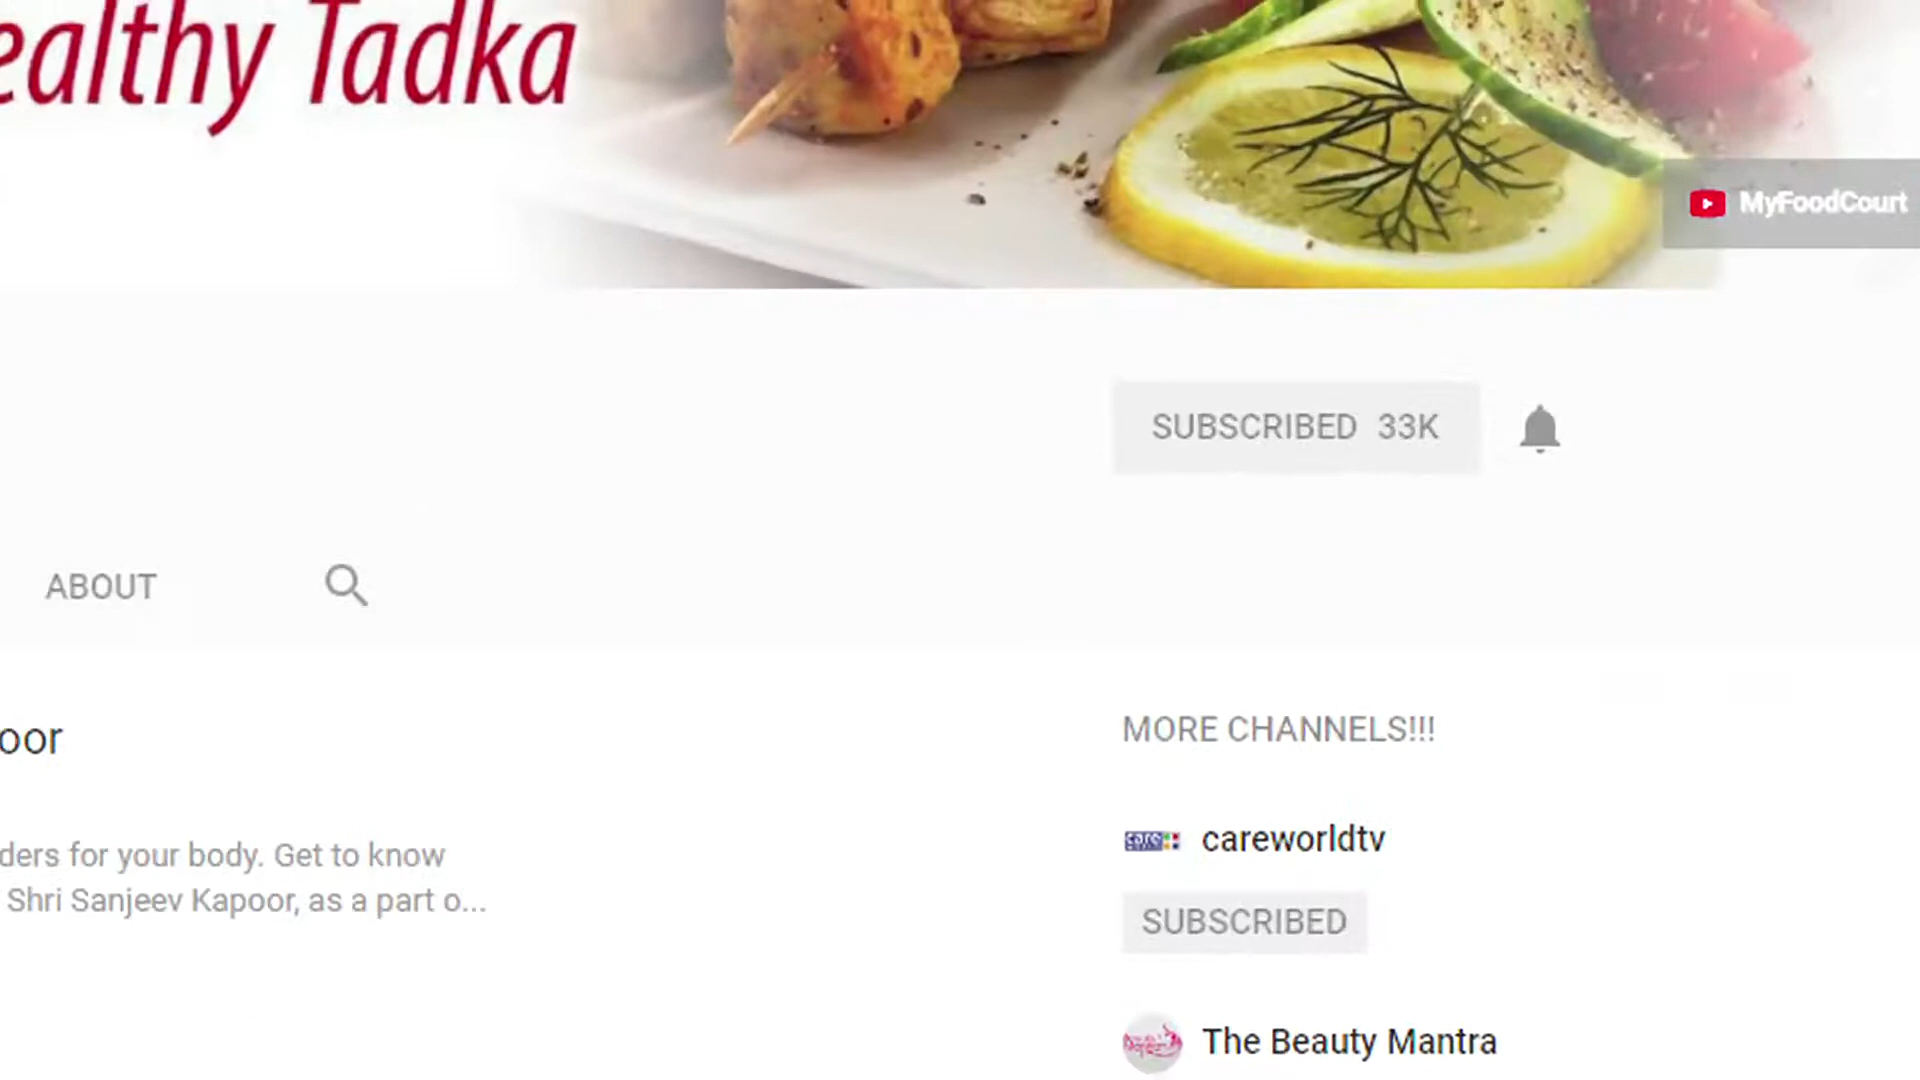 ealthy Tadka
MyFoodCourt
SUBSCRIBED 33K
ABOUT
oor
MORE CHANNELS!!!
ders for your body. Get to know
Shri Sanjeev Kapoor, as a part o...
care
careworldtv
SUBSCRIBED
The Beauty Mantra